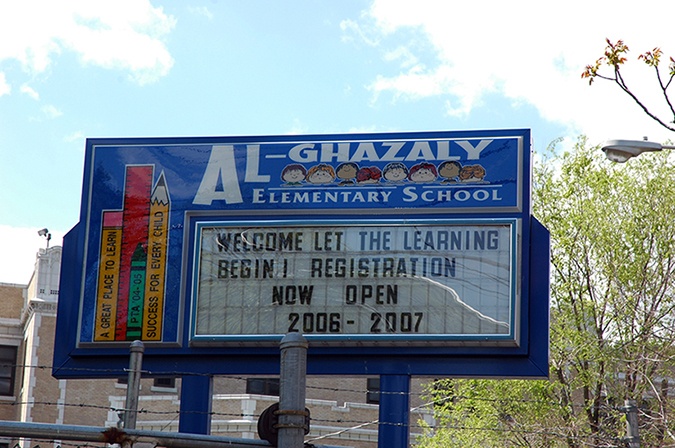 AL-GHAZALY
ELEMENTARY SCHOOL
A GREAT PLACE TO LEARN
PTA 04-05
SUCCESS FOR EVERY CHILD
WELCOME LET THE LEARNING
BEGIN! REGISTRATION
NOW OPEN
2006-2007